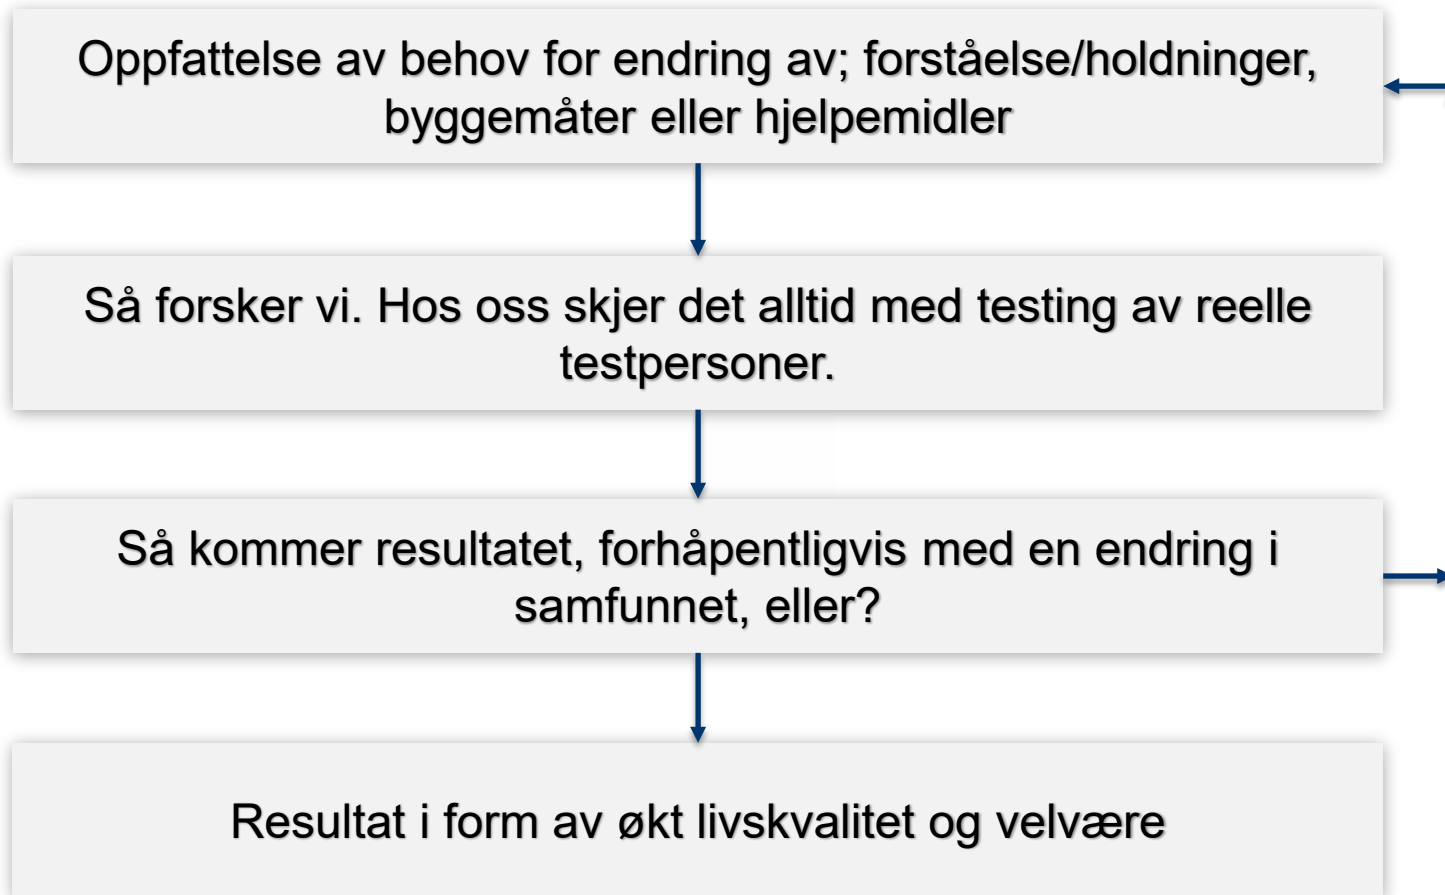 Oppfattelse av behov for endring av; forståelse/holdninger,
byggemåter eller hjelpemidler
Så forsker vi. Hos oss skjer det alltid med testing av reelle
testpersoner.
Så kommer resultatet, forhåpentligvis med en endring i
samfunnet, eller?
Resultat i form av økt livskvalitet og velvære